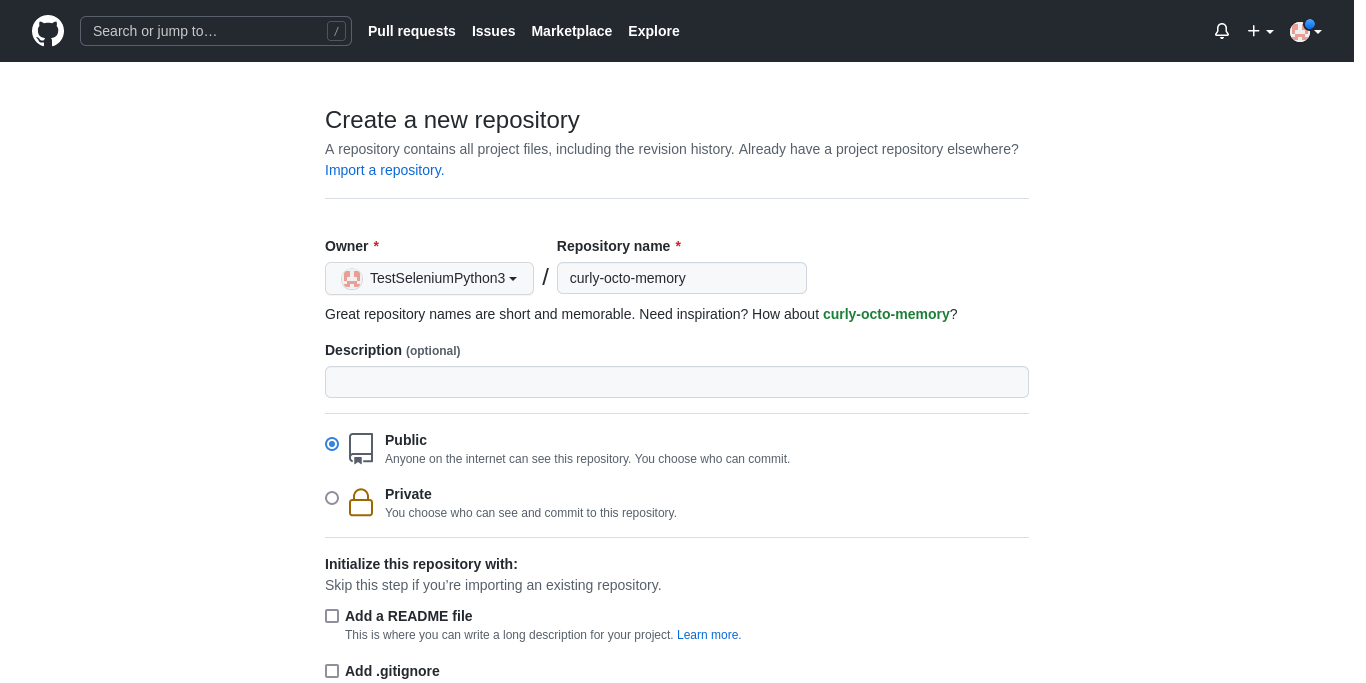 Search or jump to…
/
Pull requests Issues Marketplace Explore
Create a new repository
A repository contains all project files, including the revision history. Already have a project repository elsewhere?
Import a repository.
Owner *
Repository name *
TestSeleniumPython3 / curly-octo-memory
Great repository names are short and memorable. Need inspiration? How about curly-octo-memory?
Description (optional)
Public
Anyone on the internet can see this repository. You choose who can commit.
Private
You choose who can see and commit to this repository.
Initialize this repository with:
Skip this step if you’re importing an existing repository.
Add a README file
This is where you can write a long description for your project. Learn more.
Add .gitignore